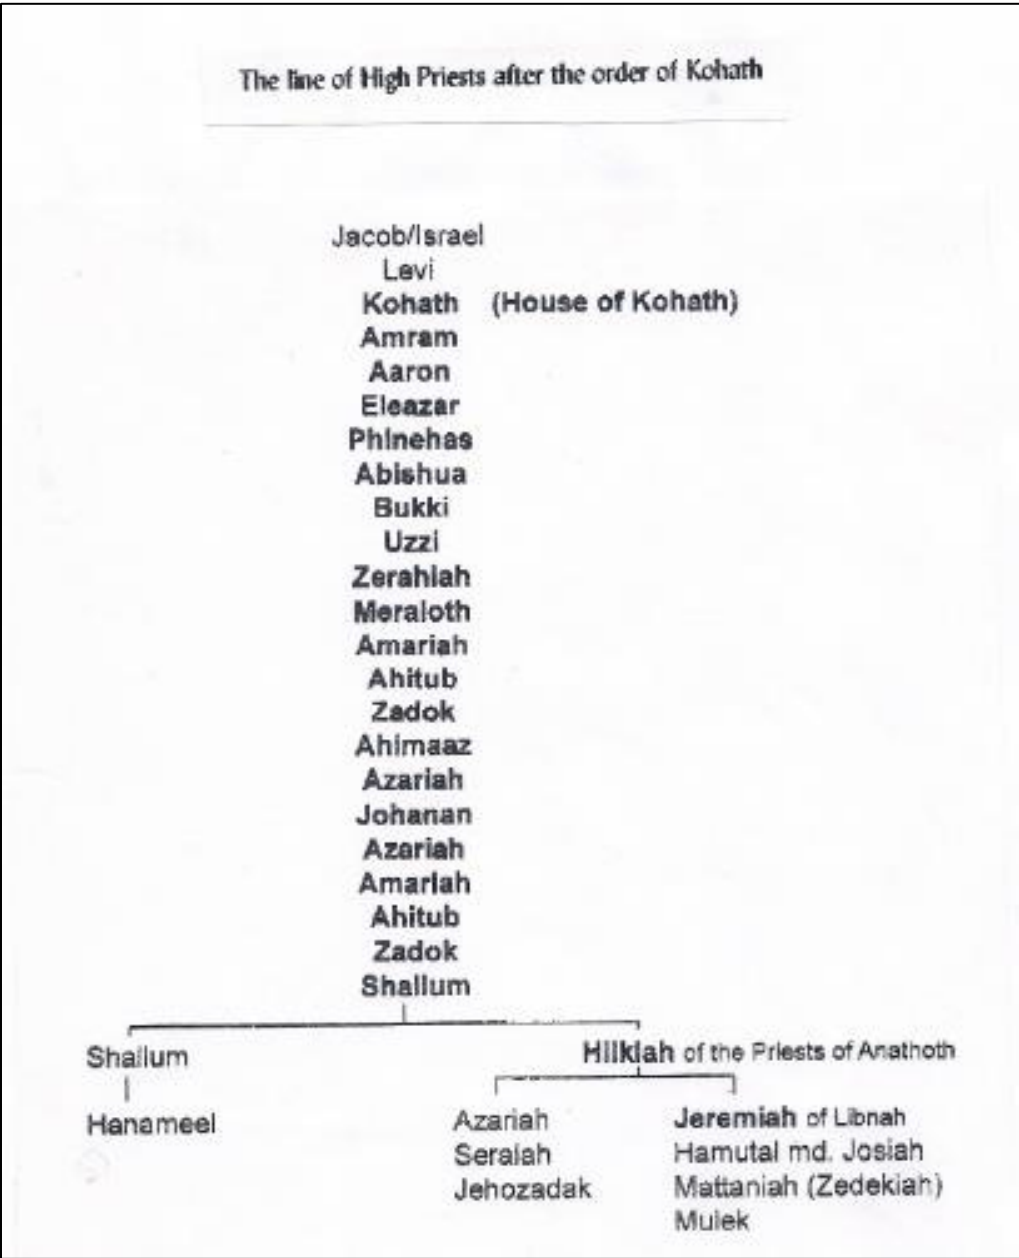 The line of High Priests after the order of Kohath
Jacob/Israel
Levi
Kohath (House of Kohath)
Amram
Aaron
Eleazar
Phinehas
Abishua
Bukki
Uzzi
Zerahiah
Meraioth
Amariah
Ahitub
Zadok
Ahimaaz
Azariah
Johanan
Azariah
Amariah
Ahitub
Zadok
Shallum
Shallum
Hilkiah of the Priests of Anathoth
Hanameel
Azariah
Seraiah
Jehozadak
Jeremiah of Libnah
Hamutal md. Josiah
Mattaniah (Zedekiah)
Mulek